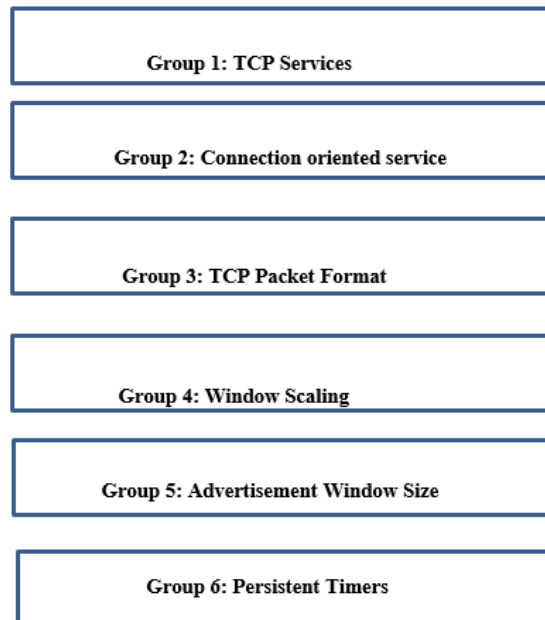 Group 1: TCP Services
Group 2: Connection oriented service
Group 3: TCP Packet Format
Group 4: Window Scaling
Group 5: Advertisement Window Size
Group 6: Persistent Timers